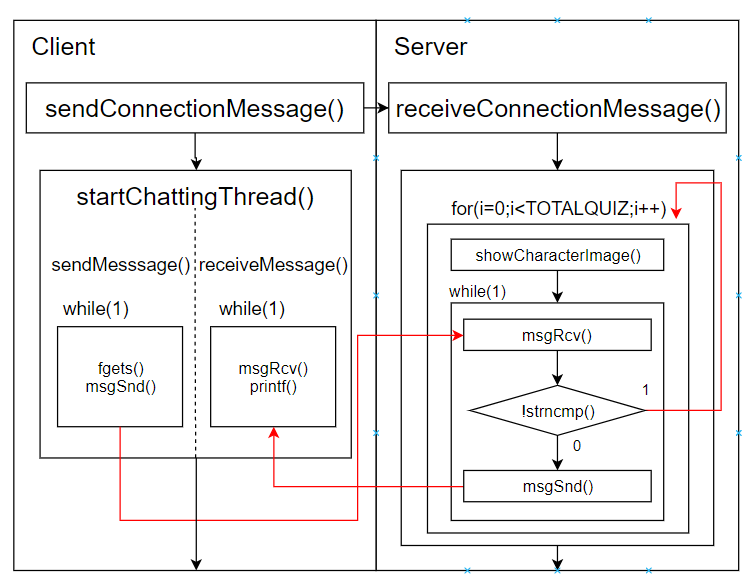 Client
Server
sendConnectionMessage()
receiveConnectionMessage()
startChattingThread()
sendMesssage()
receiveMessage()
while(1)
while(1)
fgets()
msgSnd()
msgRcv()
printf()
for(i=0;i<TOTALQUIZ;i++)
showCharacterImage()
while(1)
msgRcv()
!strncmp()
1
0
msgSnd()